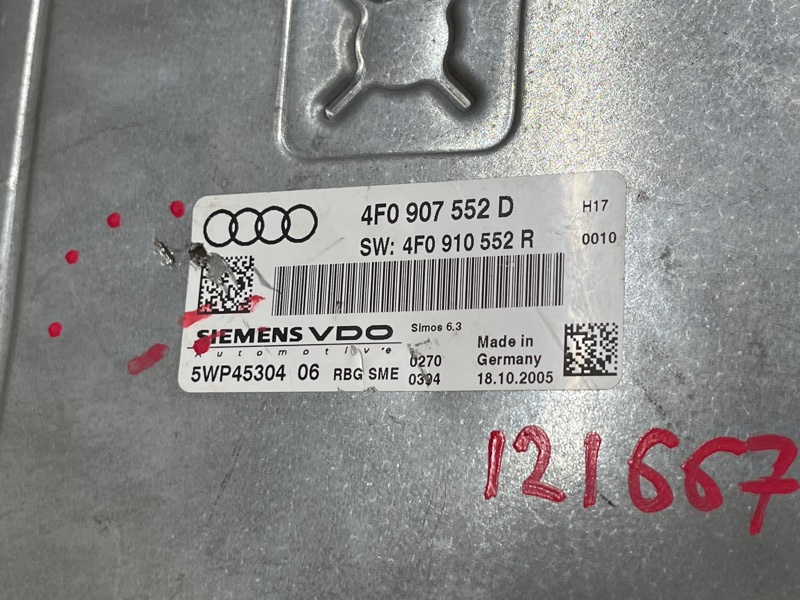 4F0 907 552 D
H17
SW: 4F0 910 552 R
0010
SIEMENS VDO
Automotive
Simos 6.3
5WP45304 06
RBG SME
0270
0394
Made in
Germany
18.10.2005
121667